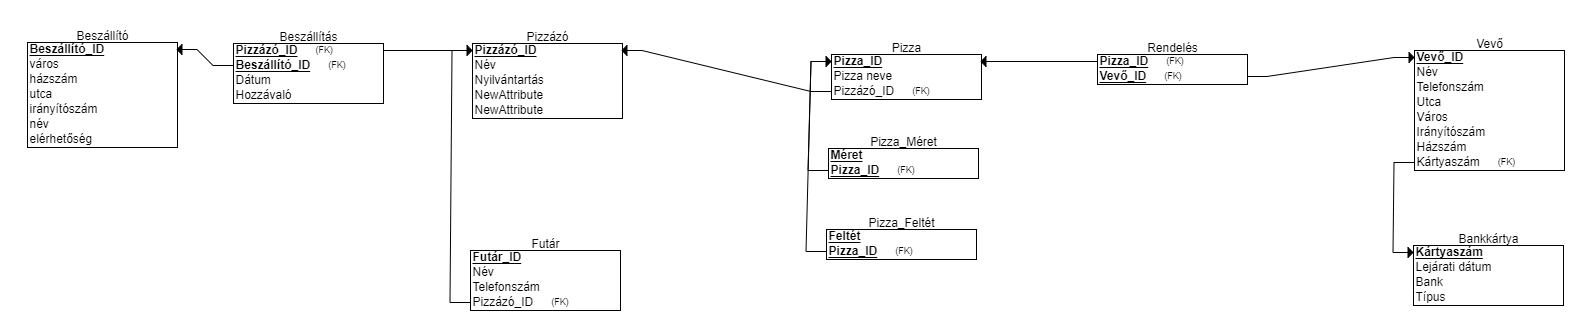 Beszállító
Beszállító_ID
város
házszám
utca
irányítószám
név
elérhetőség
Beszállítás
Pizzázó_ID (FK)
Beszállító_ID (FK)
Dátum
Hozzávaló
Pizzázó
Pizzázó_ID
Név
Nyilvántartás
NewAttribute
NewAttribute
Futár
Futár_ID
Név
Telefonszám
Pizzázó_ID (FK)
Pizza
Pizza_ID
Pizza neve
Pizzázó_ID (FK)
Pizza_Méret
Méret
Pizza_ID (FK)
Pizza_Feltét
Feltét
Pizza_ID (FK)
Rendelés
Pizza_ID (FK)
Vevő_ID (FK)
Vevő
Vevő_ID
Név
Telefonszám
Utca
Város
Irányítószám
Házszám
Kártyaszám (FK)
Bankkártya
Kártyaszám
Lejárati dátum
Bank
Típus